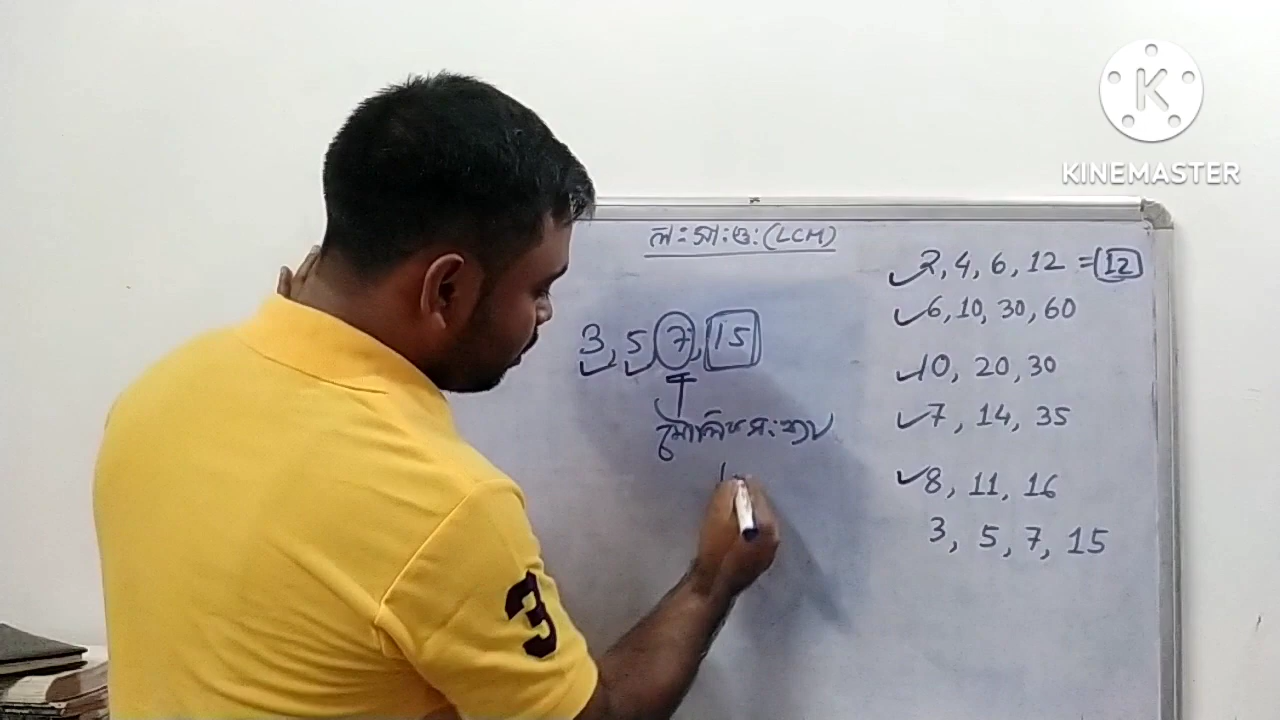 ল:সা:গু:(LCM)
3, 5, 7, 15
মৌলিক সংখ্যা
2, 4, 6, 12 = 12
6, 10, 30, 60
10, 20, 30
7, 14, 35
8, 11, 16
3, 5, 7, 15
3
K
KINEMASTER